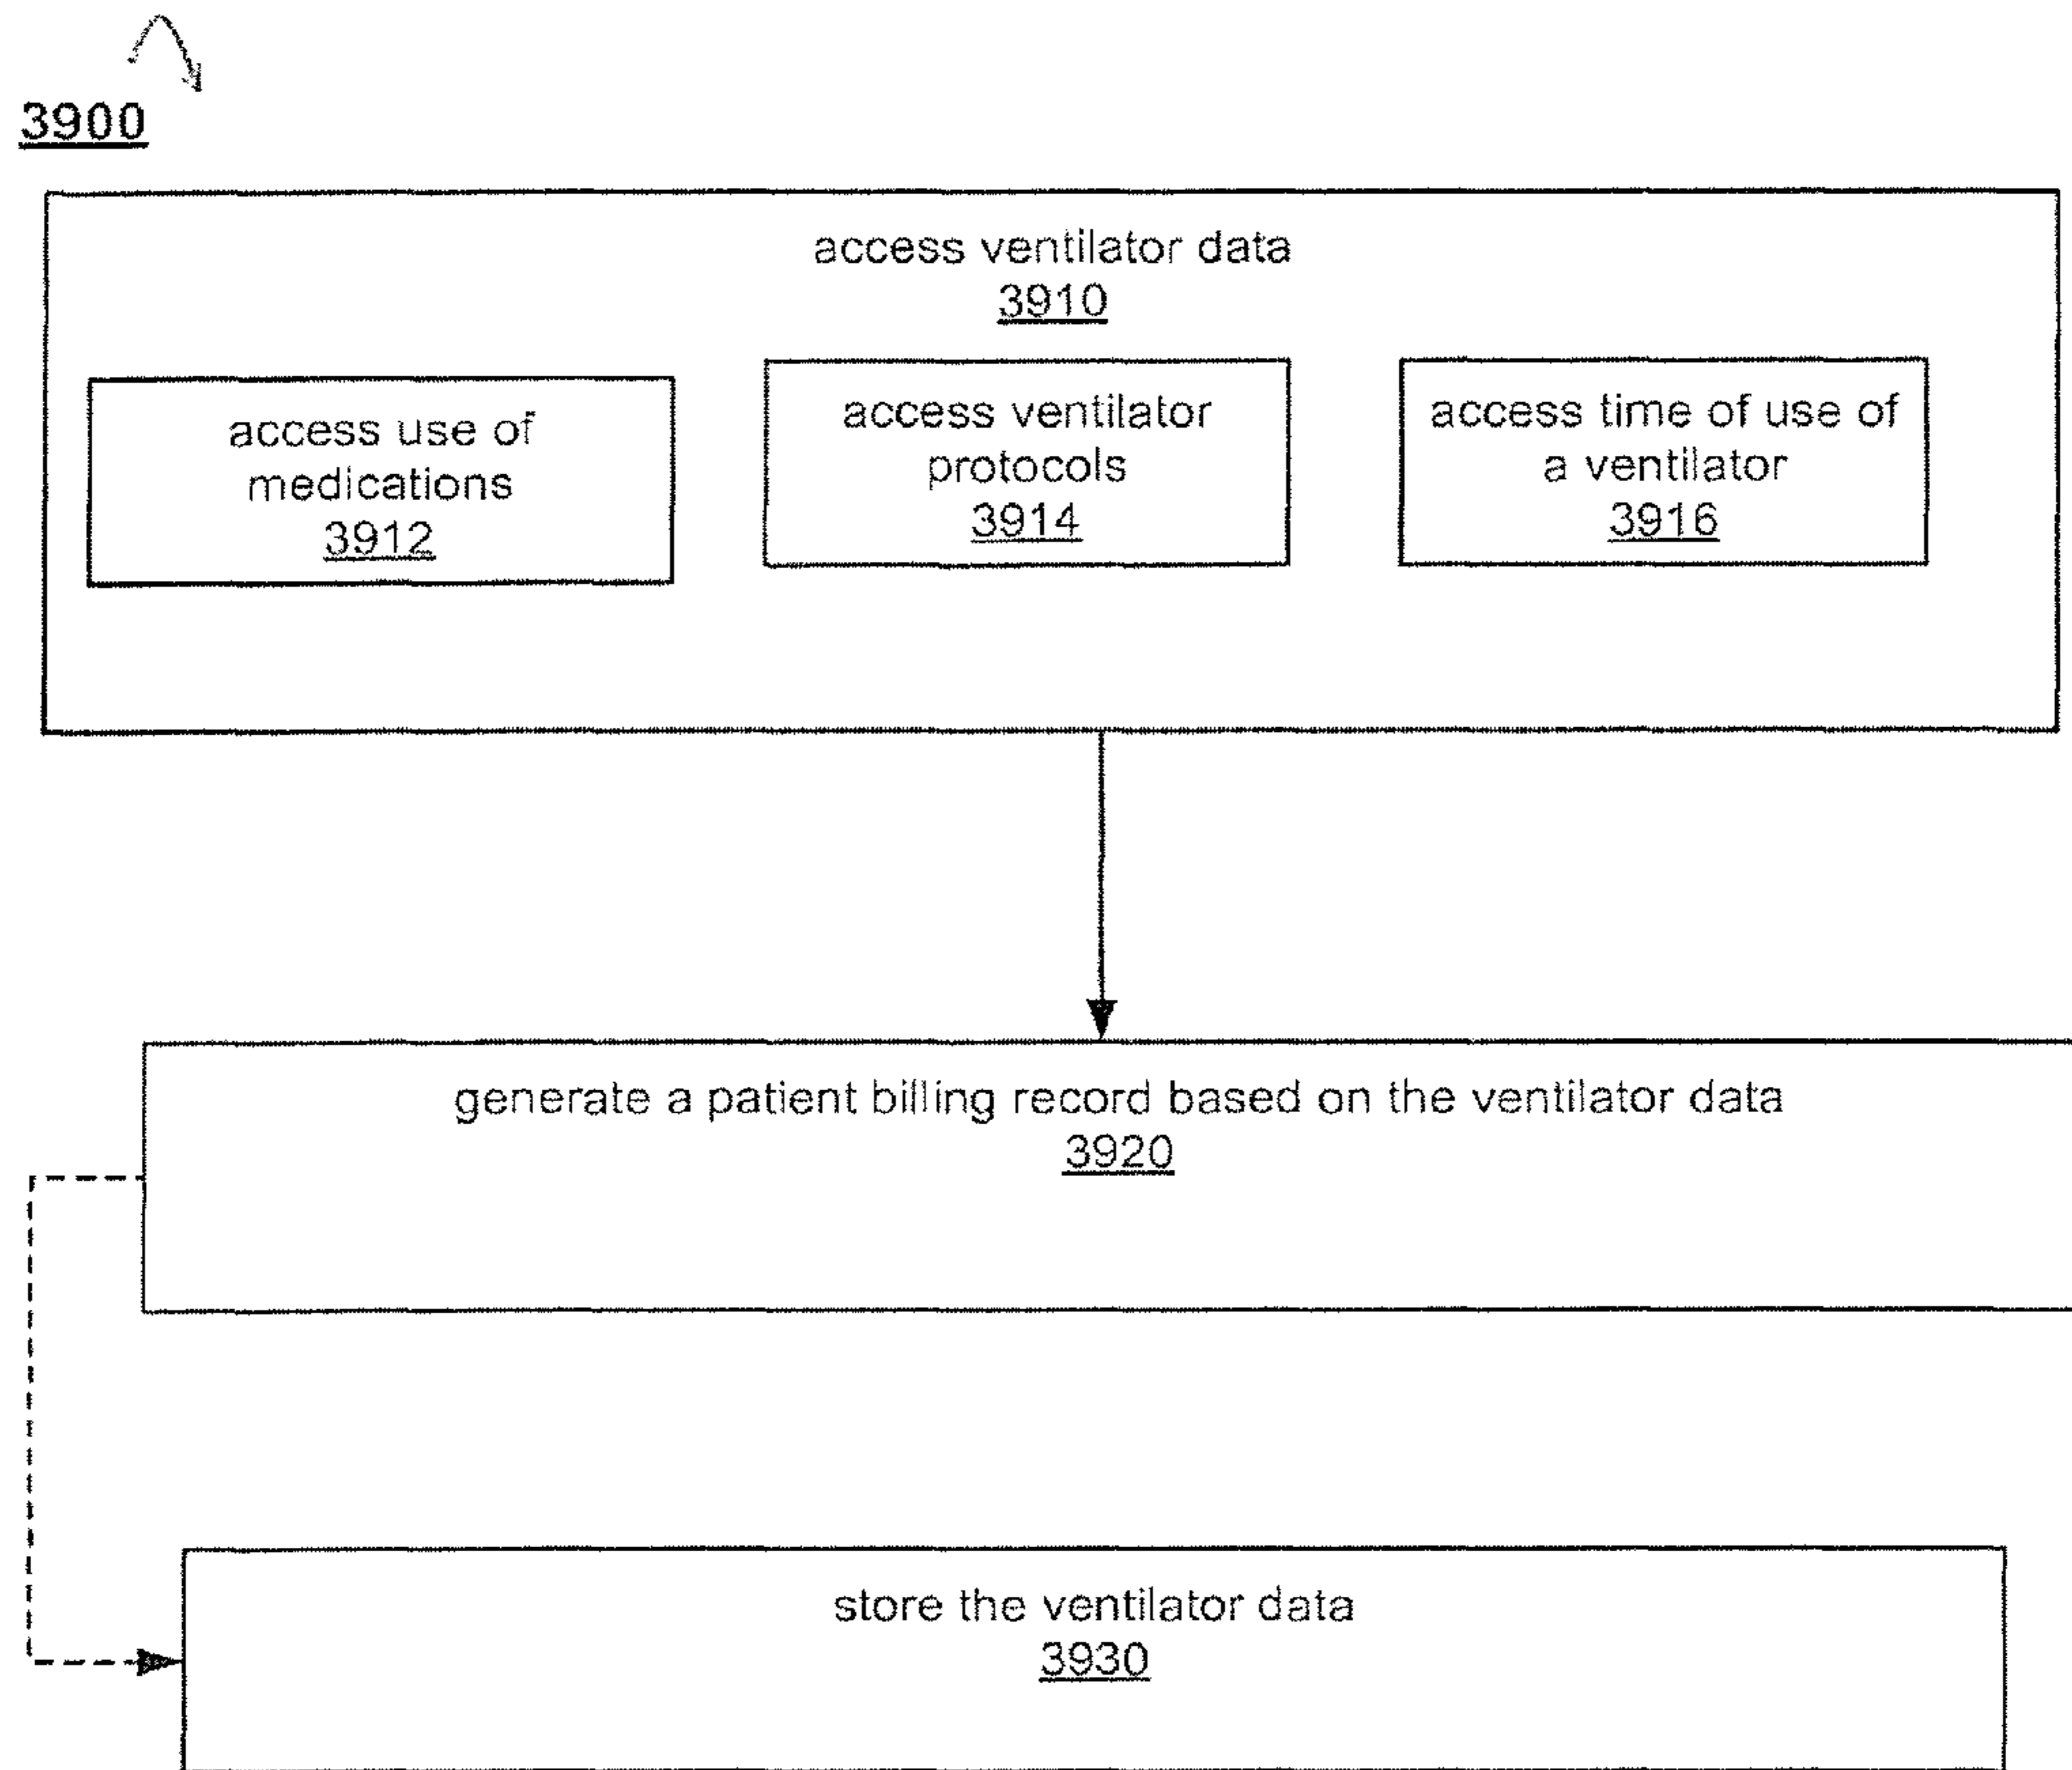 3900
access ventilator data
3910
access use of
medications
3912
access ventilator
protocols
3914
access time of use of
a ventilator
3916
generate a patient billing record based on the ventilator data
3920
store the ventilator data
3930